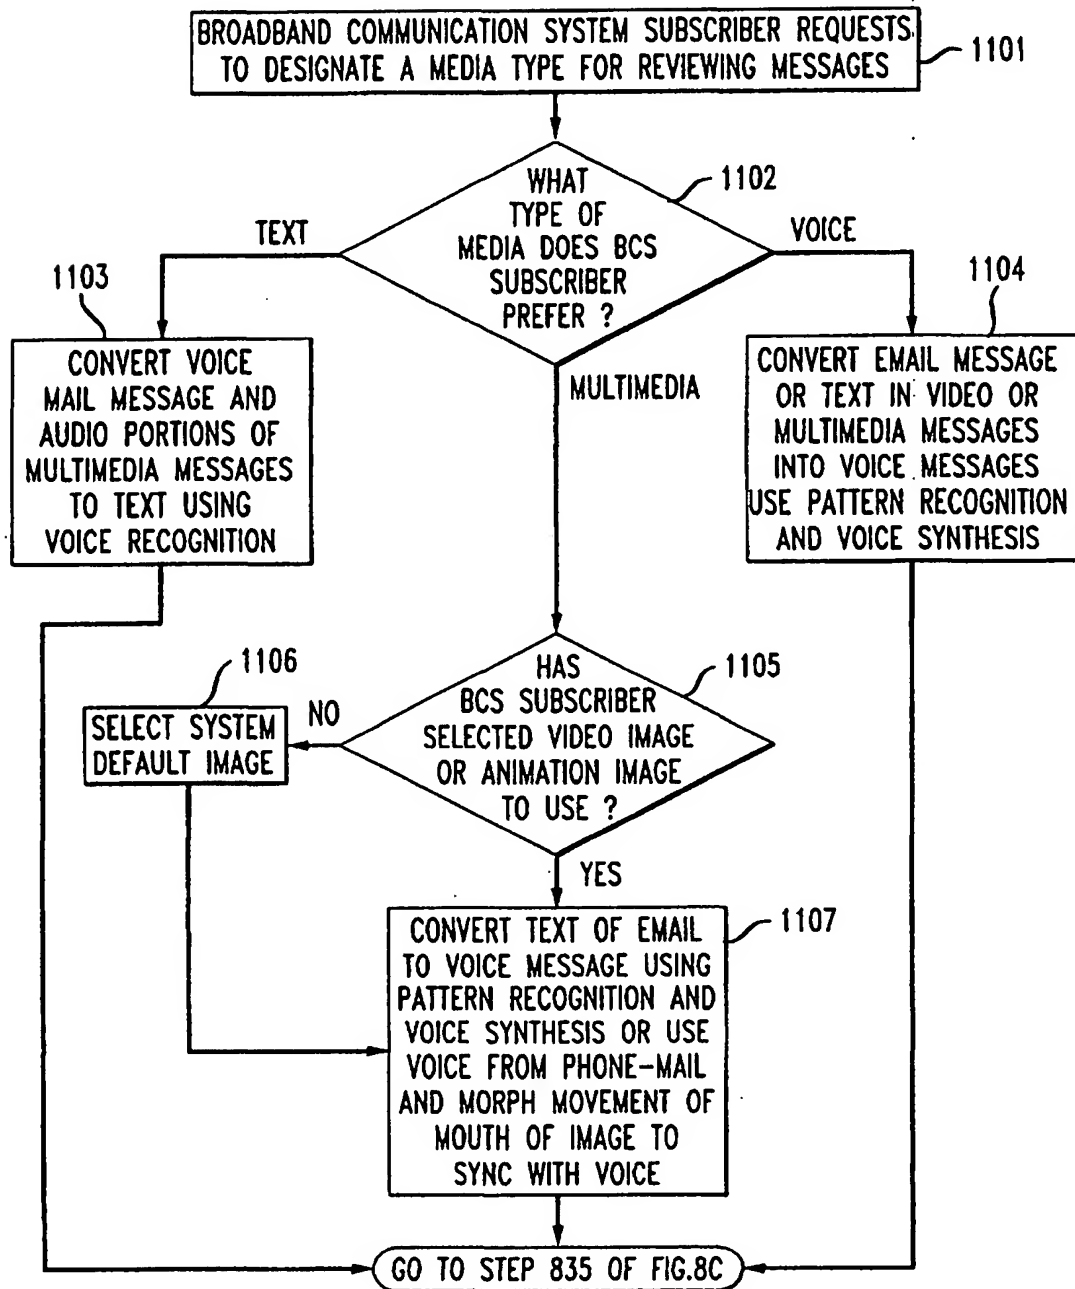 BROADBAND COMMUNICATION SYSTEM SUBSCRIBER REQUESTS
TO DESIGNATE A MEDIA TYPE FOR REVIEWING MESSAGES
1101
WHAT
TYPE OF
MEDIA DOES BCS
SUBSCRIBER
PREFER ?
1102
TEXT
VOICE
MULTIMEDIA
1103
CONVERT VOICE
MAIL MESSAGE AND
AUDIO PORTIONS OF
MULTIMEDIA MESSAGES
TO TEXT USING
VOICE RECOGNITION
1104
CONVERT EMAIL MESSAGE
OR TEXT IN VIDEO OR
MULTIMEDIA MESSAGES
INTO VOICE MESSAGES
USE PATTERN RECOGNITION
AND VOICE SYNTHESIS
HAS
BCS SUBSCRIBER
SELECTED VIDEO IMAGE
OR ANIMATION IMAGE
TO USE ?
1105
NO
YES
1106
SELECT SYSTEM
DEFAULT IMAGE
CONVERT TEXT OF EMAIL
TO VOICE MESSAGE USING
PATTERN RECOGNITION AND
VOICE SYNTHESIS OR USE
VOICE FROM PHONE-MAIL
AND MORPH MOVEMENT OF
MOUTH OF IMAGE TO
SYNC WITH VOICE
1107
GO TO STEP 835 OF FIG.8C